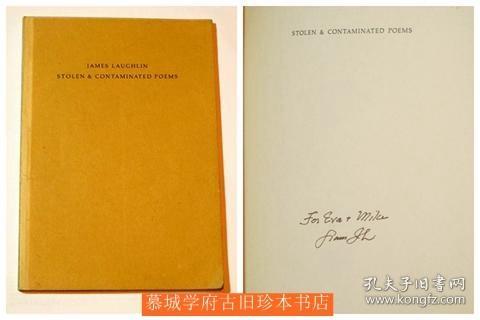 JAMES LAUGHLIN
STOLEN & CONTAMINATED POEMS
STOLEN & CONTAMINATED POEMS
For Eva + Mike
慕城学府古旧珍本书店
孔夫子旧书网
www.kongfz.com